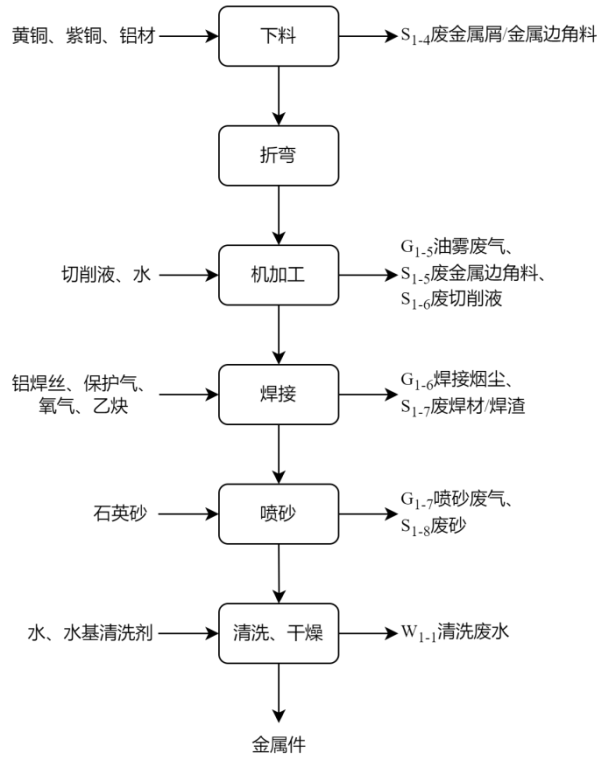 黄铜、紫铜、铝材
下料
S1-4废金属屑/金属边角料
折弯
切削液、水
机加工
G1-5油雾废气、
S1-5废金属边角料、
S1-6废切削液
铝焊丝、保护气、
氧气、乙炔
焊接
G1-6焊接烟尘、
S1-7废焊材/焊渣
石英砂
喷砂
G1-7喷砂废气、
S1-8废砂
水、水基清洗剂
清洗、干燥
W1-1清洗废水
金属件